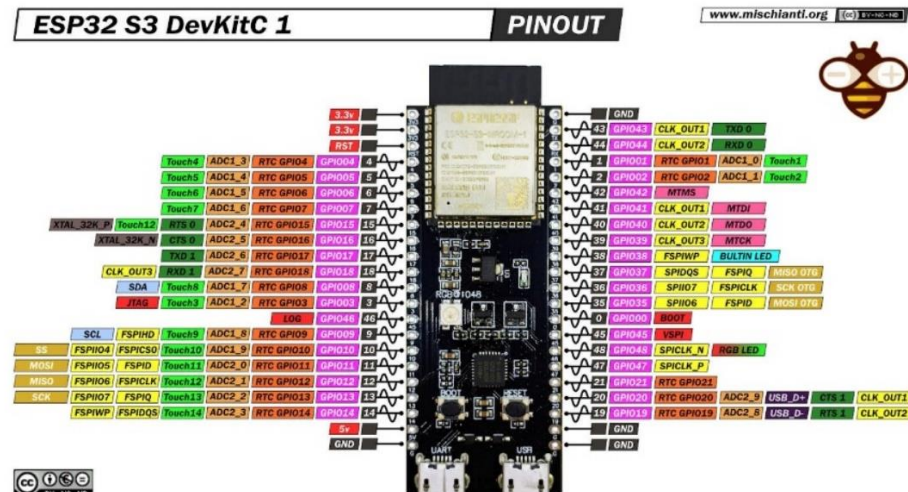 ESP32 S3 DevKitC 1 PINOUT
www.mischianti.org CC BY-NC-ND
3.3v GND
3.3v 43 GPIO43 CLK_OUT1 TXD 0
RST 44 GPIO44 CLK_OUT2 RXD 0
Touch4 ADC1_3 RTC GPIO4 GPIO04 4 1 GPIO01 RTC GPIO1 ADC1_0 Touch1
Touch5 ADC1_4 RTC GPIO5 GPIO05 5 2 GPIO02 RTC GPIO2 ADC1_1 Touch2
Touch6 ADC1_5 RTC GPIO6 GPIO06 6 42 GPIO42 MTMS
Touch7 ADC1_6 RTC GPIO7 GPIO07 7 41 GPIO41 CLK_OUT1 MTDI
XTAL_32K_P Touch12 RTS 0 ADC2_4 RTC GPIO15 GPIO15 15 40 GPIO40 CLK_OUT2 MTDO
XTAL_32K_N CTS 0 ADC2_5 RTC GPIO16 GPIO16 16 39 GPIO39 CLK_OUT3 MTCK
TXD 1 ADC2_6 RTC GPIO17 GPIO17 17 38 GPIO38 FSPIWP BULTIN LED
CLK_OUT3 RXD 1 ADC2_7 RTC GPIO18 GPIO18 18 37 GPIO37 SPIDQS FSPIQ MISO OTG
SDA Touch8 ADC1_7 RTC GPIO8 GPIO08 8 36 GPIO36 SPIIO7 FSPICLK SCK OTG
JTAG Touch3 ADC1_2 RTC GPIO3 GPIO03 3 35 GPIO35 SPIIO6 FSPID MOSI OTG
LOG GPIO46 46 0 GPIO00 BOOT
SCL FSPIHD Touch9 ADC1_8 RTC GPIO9 GPIO09 9 45 GPIO45 VSPI
SS FSPIIO4 FSPICS0 Touch10 ADC1_9 RTC GPIO10 GPIO10 10 48 GPIO48 SPICLK_N RGB LED
MOSI FSPIIO5 FSPID Touch11 ADC2_0 RTC GPIO11 GPIO11 11 47 GPIO47 SPICLK_P
MISO FSPIIO6 FSPICLK Touch12 ADC2_1 RTC GPIO12 GPIO12 12 21 GPIO21 RTC GPIO21
SCK FSPIIO7 FSPIQ Touch13 ADC2_2 RTC GPIO13 GPIO13 13 20 GPIO20 RTC GPIO20 ADC2_9 USB_D+ CTS 1 CLK_OUT1
FSPIWP FSPIDQS Touch14 ADC2_3 RTC GPIO14 GPIO14 14 19 GPIO19 RTC GPIO19 ADC2_8 USB_D- RTS 1 CLK_OUT2
5v GND
GND GND
RGB@IO48
BOOT RESET
UART USB